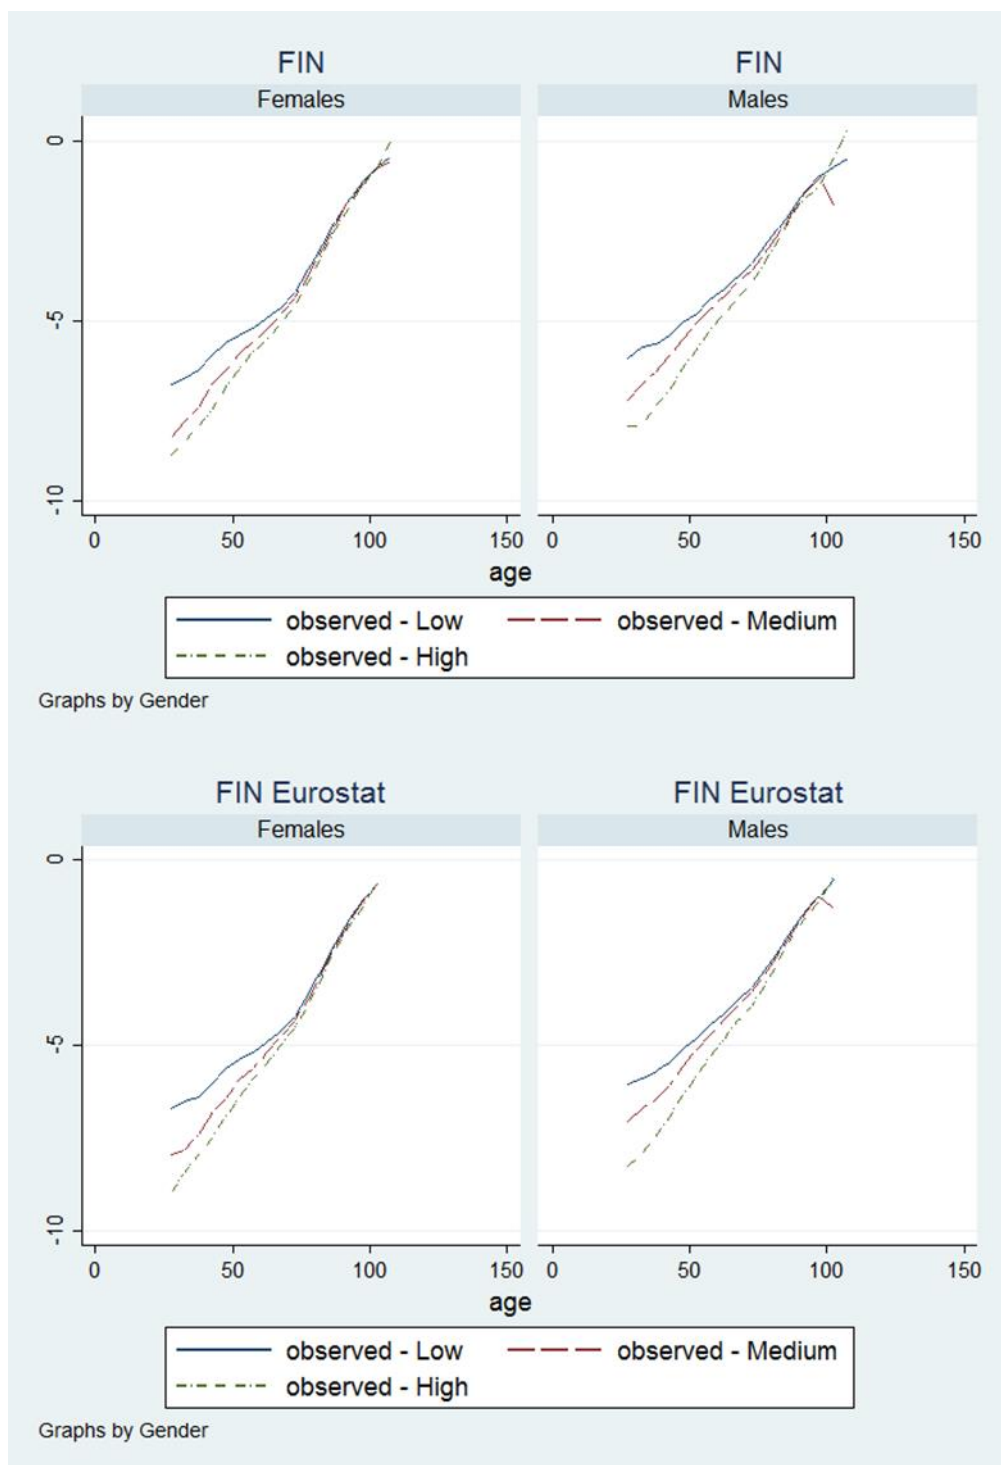 FIN FIN
Females Males
0
-5
-10
0 50 100 150 0 50 100 150
age
observed - Low observed - Medium
observed - High
Graphs by Gender
FIN Eurostat FIN Eurostat
Females Males
0
-5
-10
0 50 100 150 0 50 100 150
age
observed - Low observed - Medium
observed - High
Graphs by Gender